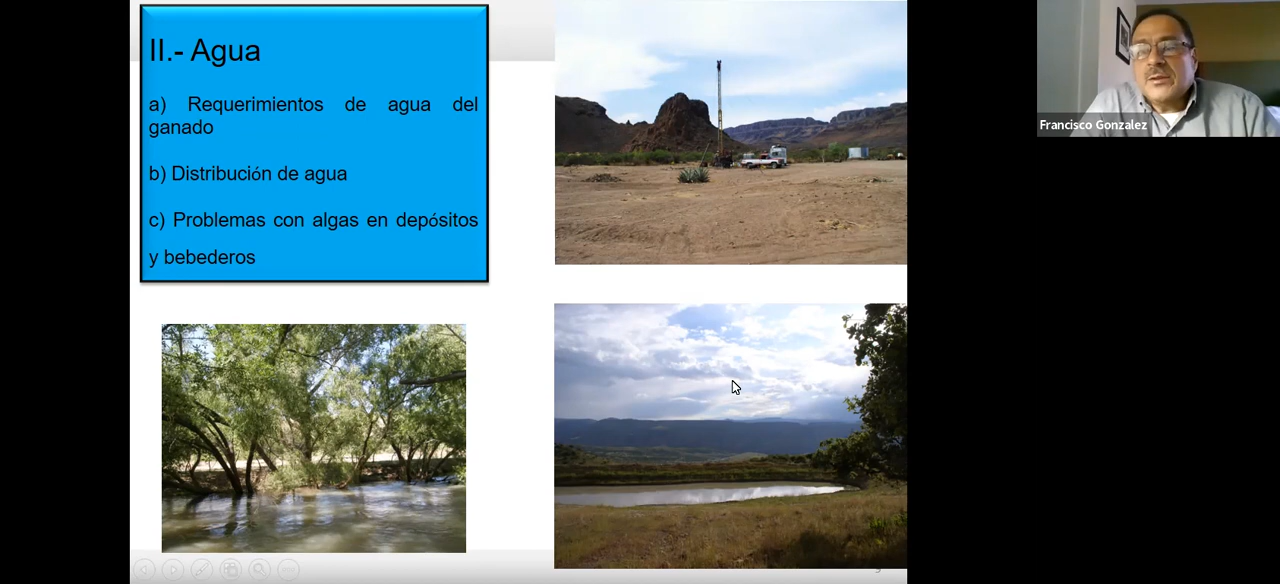 II.- Agua
a) Requerimientos de agua del
ganado
b) Distribución de agua
c) Problemas con algas en depósitos
y bebederos
Francisco Gonzalez